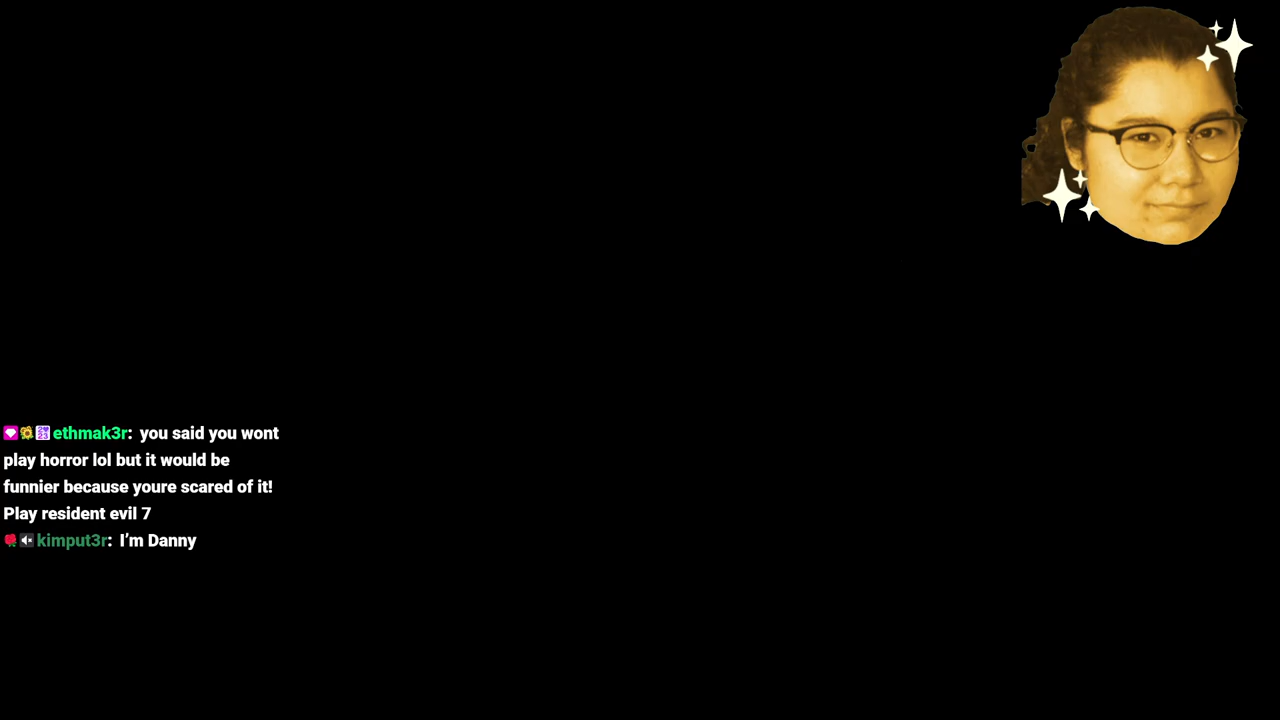 ethmak3r: you said you wont
play horror lol but it would be
funnier because youre scared of it!
Play resident evil 7
kimput3r: I'm Danny